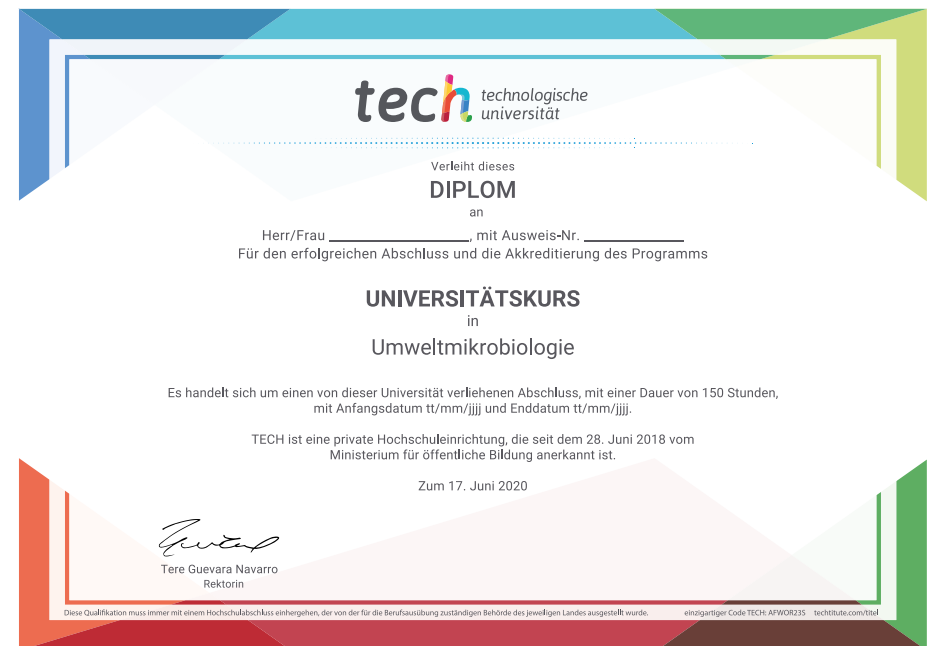 tech technologische
universität
Verleiht dieses
DIPLOM
an
Herr/Frau ____________________, mit Ausweis-Nr. ______________
Für den erfolgreichen Abschluss und die Akkreditierung des Programms
UNIVERSITÄTSKURS
in
Umweltmikrobiologie
Es handelt sich um einen von dieser Universität verliehenen Abschluss, mit einer Dauer von 150 Stunden,
mit Anfangsdatum tt/mm/jjjj und Enddatum tt/mm/jjjj.
TECH ist eine private Hochschuleinrichtung, die seit dem 28. Juni 2018 vom
Ministerium für öffentliche Bildung anerkannt ist.
Zum 17. Juni 2020
Tere Guevara Navarro
Rektorin
Diese Qualifikation muss immer mit einem Hochschulabschluss einhergehen, der von der für die Berufsausübung zuständigen Behörde des jeweiligen Landes ausgestellt wurde. einzigartiger Code TECH: AFWOR23S techtitute.com/titel